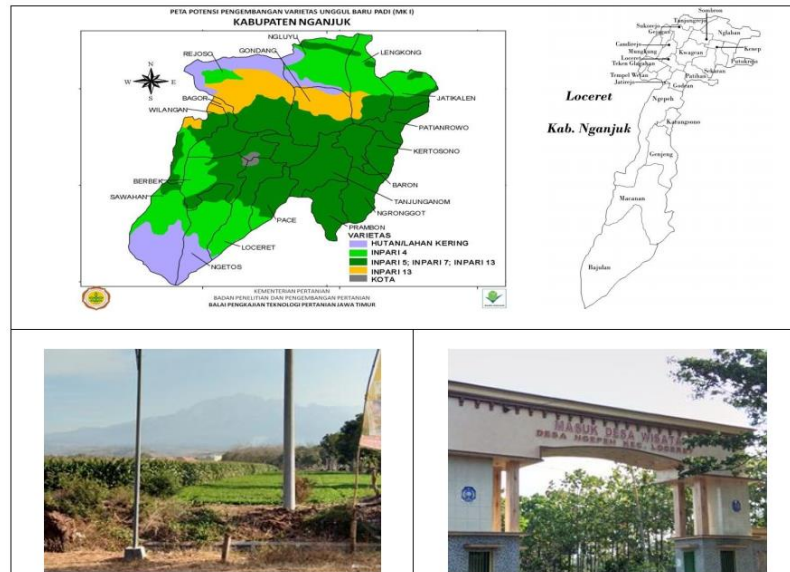 PETA POTENSI PENGEMBANGAN VARIETAS UNGGUL BARU PADI (MK I)
KABUPATEN NGANJUK
NGLUYU
GONDANG
LENGKONG
REJOSO
N
W
E
S
BAGOR
JATIKALEN
WILANGAN
PATIANROWO
KERTOSONO
BERBEK
BARON
SAWAHAN
TANJUNGANOM
NGRONGGOT
PACE
PRAMBON
LOCERET
NGETOS
VARIETAS
HUTAN/LAHAN KERING
INPARI 4
INPARI 5; INPARI 7; INPARI 13
INPARI 13
KOTA
KEMENTERIAN PERTANIAN
BADAN PENELITIAN DAN PENGEMBANGAN PERTANIAN
BALAI PENGKAJIAN TEKNOLOGI PERTANIAN JAWA TIMUR
Sombron
Tanjungrejo
Sukorejo
Gejagan
Nglaban
Candirejo
Mungkung
Kwagean
Kenep
Loceret
Putukrejo
Teken Glagahan
Sekaran
Patihan
Tempel Wetan
Jatirejo
Godean
Loceret
Ngepeh
Kab. Nganjuk
Karangsono
Genjeng
Macanan
Bajulan
MASUK DESA WISATA
DESA NGEPEH KEC. LOCERET